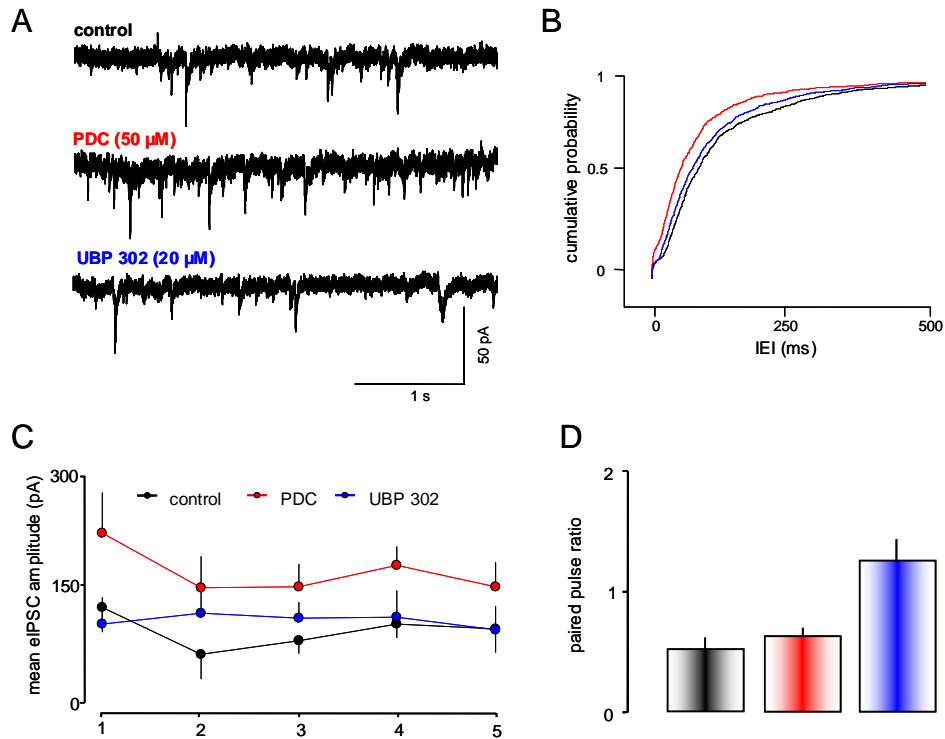 A
control
PDC (50 µM)
UBP 302 (20 µM)
50 pA
1 s
B
cumulative probability
1
0.5
0
0
250
500
IEI (ms)
C
mean eIPSC amplitude (pA)
300
150
0
control
PDC
UBP 302
1
2
3
4
5
D
paired pulse ratio
2
1
0